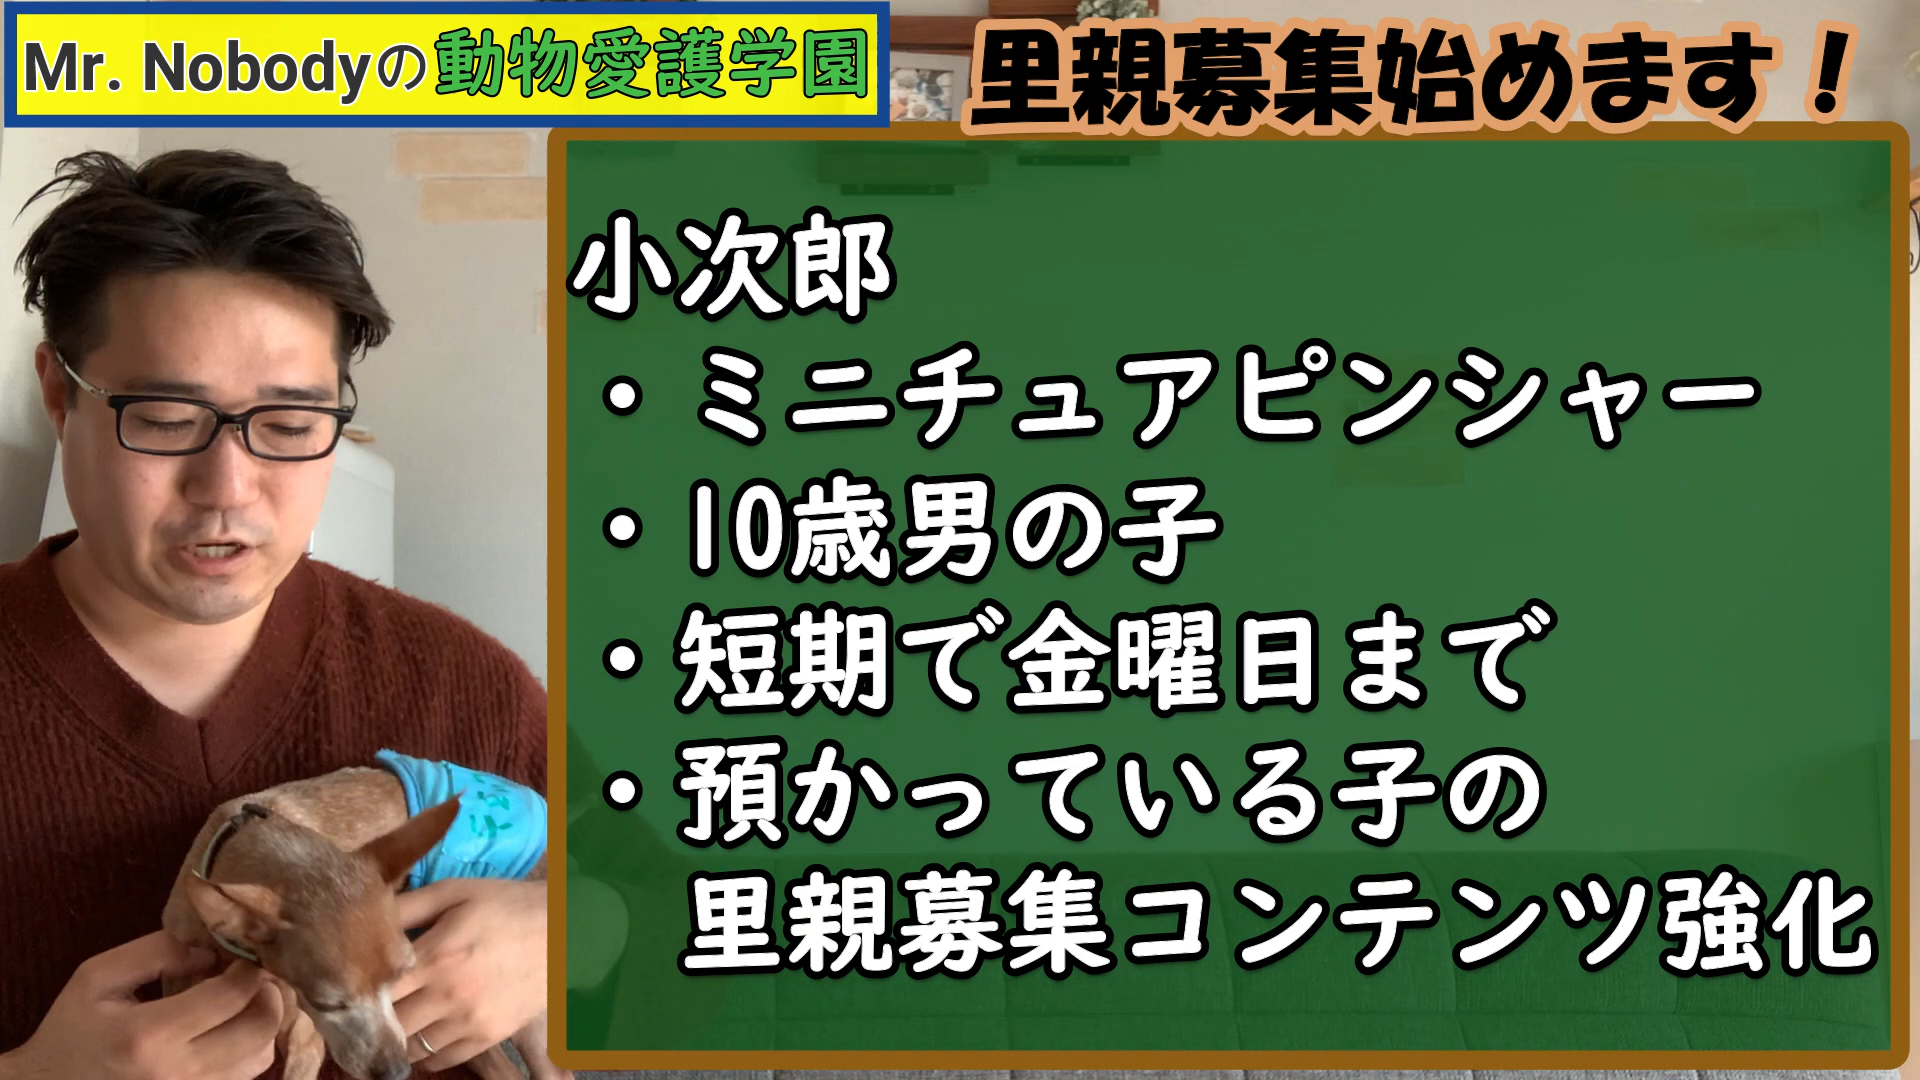 Mr. Nobodyの動物愛護学園
里親募集始めます！
小次郎
・ミニチュアピンシャー
・10歳男の子
・短期で金曜日まで
・預かっている子の
里親募集コンテンツ強化